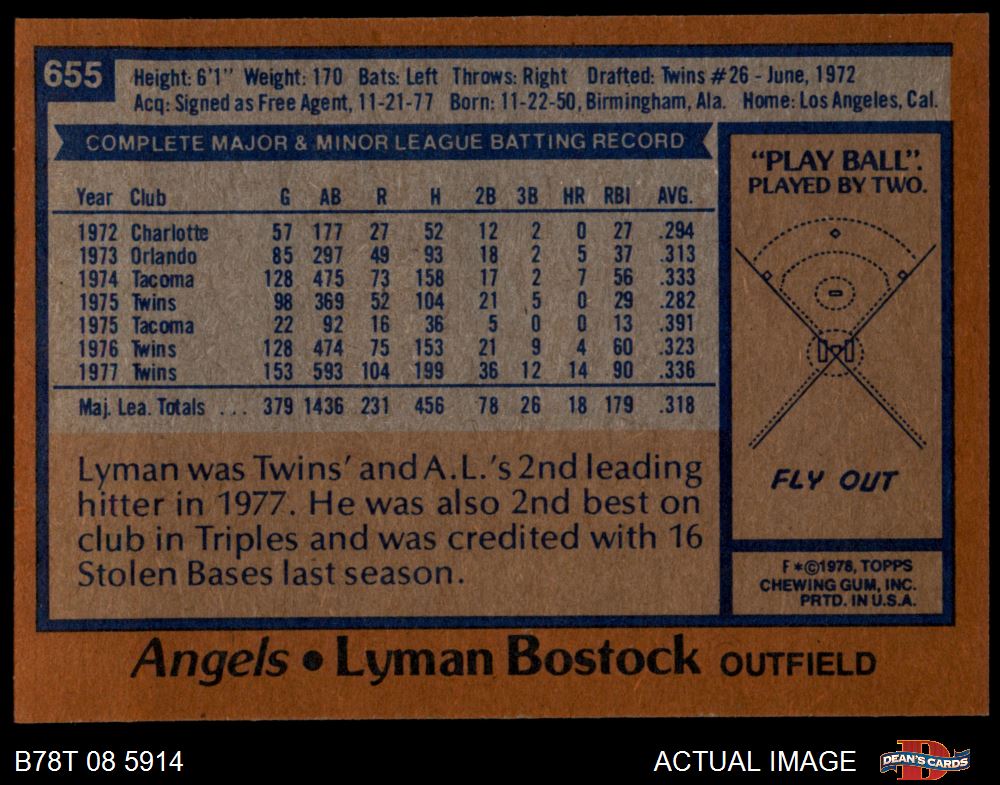 655
Height: 6'1" Weight: 170 Bats: Left Throws: Right Drafted: Twins #26 - June, 1972
Acq: Signed as Free Agent, 11-21-77 Born: 11-22-50, Birmingham, Ala. Home: Los Angeles, Cal.
COMPLETE MAJOR & MINOR LEAGUE BATTING RECORD
Year Club G AB R H 2B 3B HR RBI AVG.
1972 Charlotte 57 177 27 52 12 2 0 27 .294
1973 Orlando 85 297 49 93 18 2 5 37 .313
1974 Tacoma 128 475 73 158 17 2 7 56 .333
1975 Twins 98 369 52 104 21 5 0 29 .282
1975 Tacoma 22 92 16 36 5 0 0 13 .391
1976 Twins 128 474 75 153 21 9 4 60 .323
1977 Twins 153 593 104 199 36 12 14 90 .336
Maj. Lea. Totals ... 379 1436 231 456 78 26 18 179 .318
Lyman was Twins' and A.L.'s 2nd leading
hitter in 1977. He was also 2nd best on
club in Triples and was credited with 16
Stolen Bases last season.
"PLAY BALL".
PLAYED BY TWO.
FLY OUT
F *©1978, TOPPS
CHEWING GUM, INC.
PRTD. IN U.S.A.
Angels • Lyman Bostock OUTFIELD
B78T 08 5914
ACTUAL IMAGE
DEAN'S CARDS